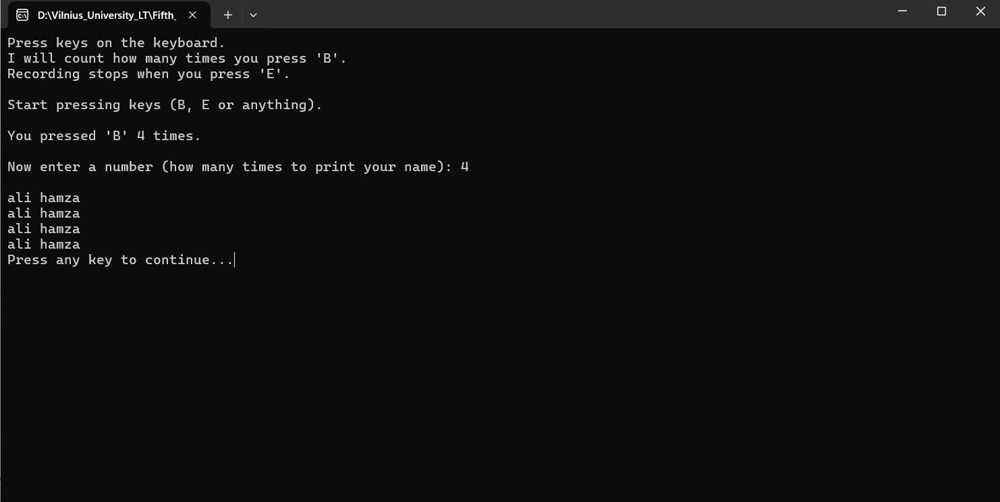 D:\Vilnius_University_LT\Fifth_
Press keys on the keyboard.
I will count how many times you press 'B'.
Recording stops when you press 'E'.
Start pressing keys (B, E or anything).
You pressed 'B' 4 times.
Now enter a number (how many times to print your name): 4
ali hamza
ali hamza
ali hamza
ali hamza
Press any key to continue...